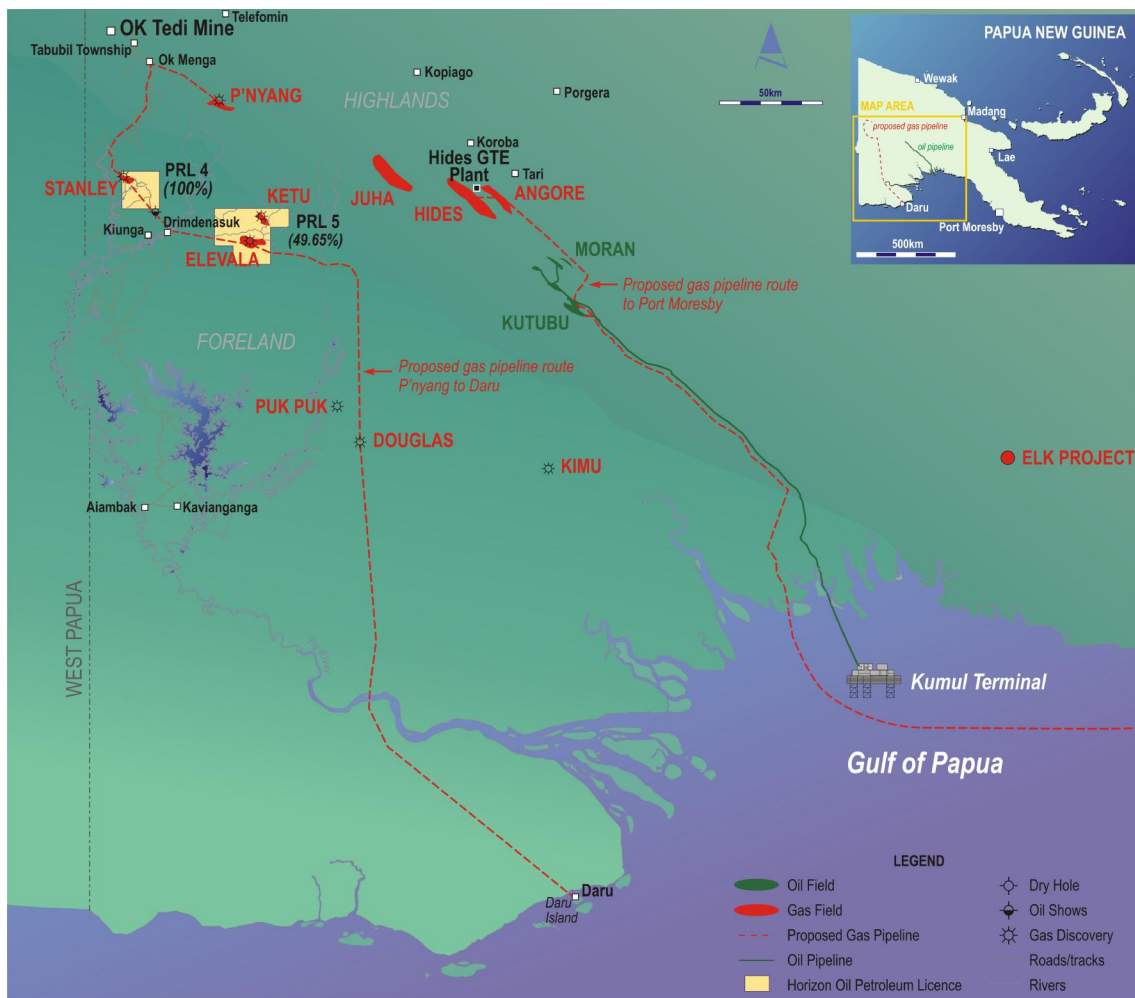 Telefomin
OK Tedi Mine
Tabubil Township
Ok Menga
P'NYANG
Kopiago
HIGHLANDS
Porgera
50km
Koroba
Hides GTE
Plant
Tari
STANLEY
PRL 4
(100%)
KETU
JUHA
HIDES
ANGORE
Drimdenasuk
Kiunga
PRL 5
(49.65%)
ELEVALA
MORAN
Proposed gas pipeline route
to Port Moresby
KUTUBU
FORELAND
Proposed gas pipeline route
P'nyang to Daru
PUK PUK
DOUGLAS
KIMU
ELK PROJECT
Aiambak
Kavianganga
WEST PAPUA
Fly River
Kumul Terminal
Gulf of Papua
Daru
Daru
Island
PAPUA NEW GUINEA
Wewak
MAP AREA
Madang
proposed gas pipeline
oil pipeline
Lae
Daru
Port Moresby
500km
LEGEND
Oil Field
Gas Field
Proposed Gas Pipeline
Oil Pipeline
Horizon Oil Petroleum Licence
Dry Hole
Oil Shows
Gas Discovery
Roads/tracks
Rivers